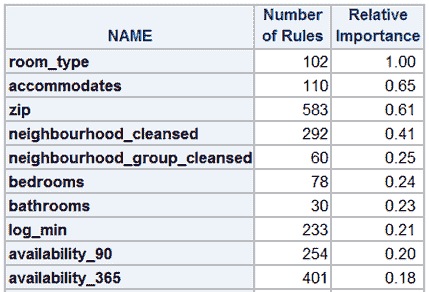 NAME Number of Rules Relative Importance
room_type 102 1.00
accommodates 110 0.65
zip 583 0.61
neighbourhood_cleansed 292 0.41
neighbourhood_group_cleansed 60 0.25
bedrooms 78 0.24
bathrooms 30 0.23
log_min 233 0.21
availability_90 254 0.20
availability_365 401 0.18